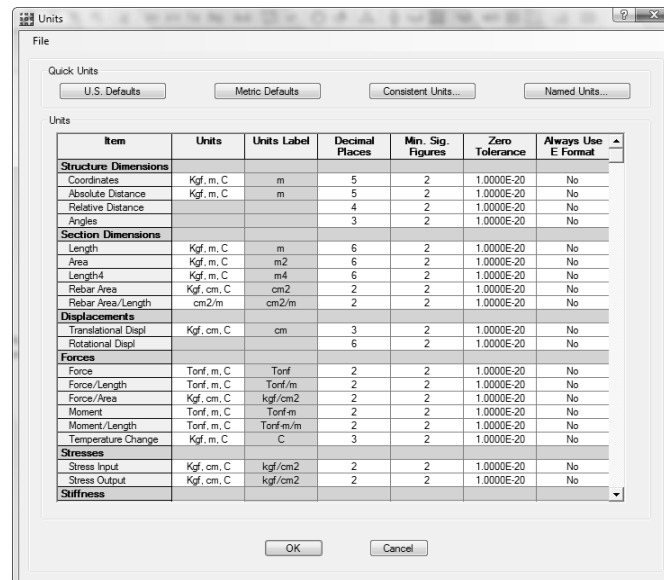 Units
File
Quick Units
U.S. Defaults Metric Defaults Consistent Units... Named Units...
Units
Item Units Units Label Decimal Places Min. Sig. Figures Zero Tolerance Always Use E Format
Structure Dimensions
Coordinates Kgf, m, C m 5 2 1.0000E-20 No
Absolute Distance Kgf, m, C m 5 2 1.0000E-20 No
Relative Distance 4 2 1.0000E-20 No
Angles 3 2 1.0000E-20 No
Section Dimensions
Length Kgf, m, C m 6 2 1.0000E-20 No
Area Kgf, m, C m2 6 2 1.0000E-20 No
Length4 Kgf, m, C m4 6 2 1.0000E-20 No
Rebar Area Kgf, cm, C cm2 2 2 1.0000E-20 No
Rebar Area/Length cm2/m cm2/m 2 2 1.0000E-20 No
Displacements
Translational Displ Kgf, cm, C cm 3 2 1.0000E-20 No
Rotational Displ 6 2 1.0000E-20 No
Forces
Force Tonf, m, C Tonf 2 2 1.0000E-20 No
Force/Length Tonf, m, C Tonf/m 2 2 1.0000E-20 No
Force/Area Kgf, cm, C kgf/cm2 2 2 1.0000E-20 No
Moment Tonf, m, C Tonf-m 2 2 1.0000E-20 No
Moment/Length Tonf, m, C Tonf-m/m 2 2 1.0000E-20 No
Temperature Change Kgf, m, C C 3 2 1.0000E-20 No
Stresses
Stress Input Kgf, cm, C kgf/cm2 2 2 1.0000E-20 No
Stress Output Kgf, cm, C kgf/cm2 2 2 1.0000E-20 No
Stiffness
OK Cancel